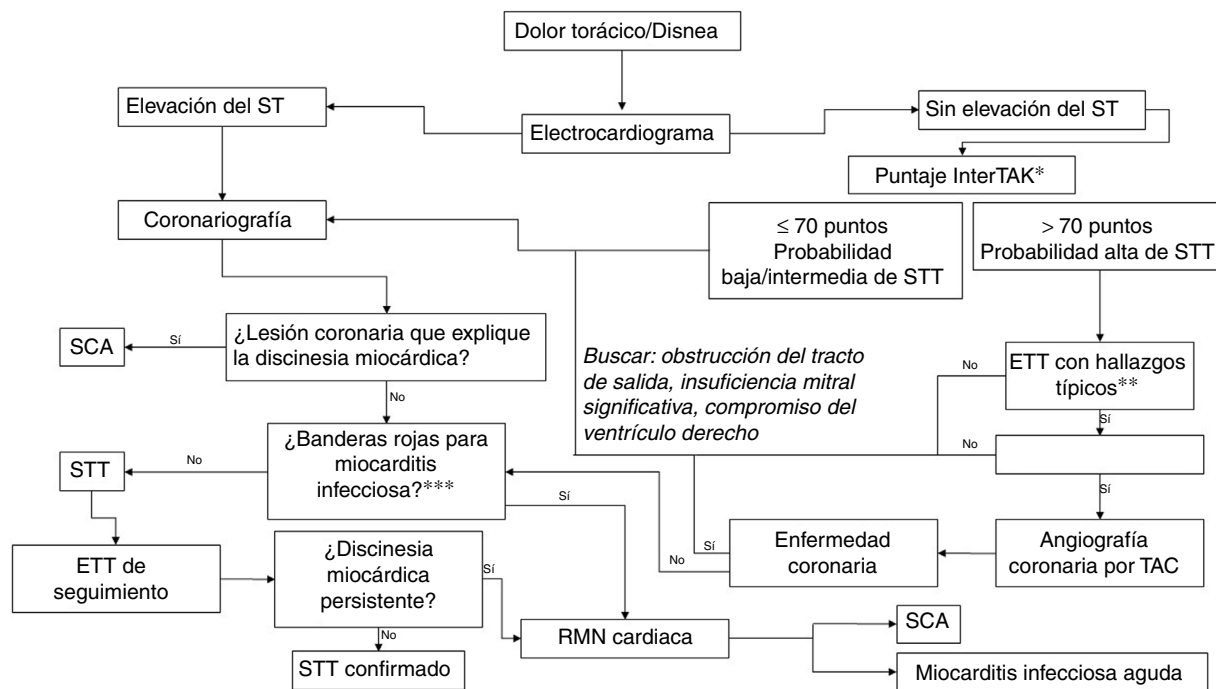 Dolor torácico/Disnea
Elevación del ST
Electrocardiograma
Sin elevación del ST
Puntaje InterTAK*
Coronariografía
≤ 70 puntos
Probabilidad
baja/intermedia de STT
> 70 puntos
Probabilidad alta de STT
SCA
Sí
¿Lesión coronaria que explique
la discinesia miocárdica?
Buscar: obstrucción del tracto
de salida, insuficiencia mitral
significativa, compromiso del
ventrículo derecho
No
ETT con hallazgos
típicos**
No
Sí
No
STT
No
¿Banderas rojas para
miocarditis
infecciosa?***
Sí
Sí
ETT de
seguimiento
¿Discinesia
miocárdica
persistente?
Sí
No
Sí
No
Enfermedad
coronaria
Angiografía
coronaria por TAC
RMN cardiaca
SCA
STT confirmado
Miocarditis infecciosa aguda